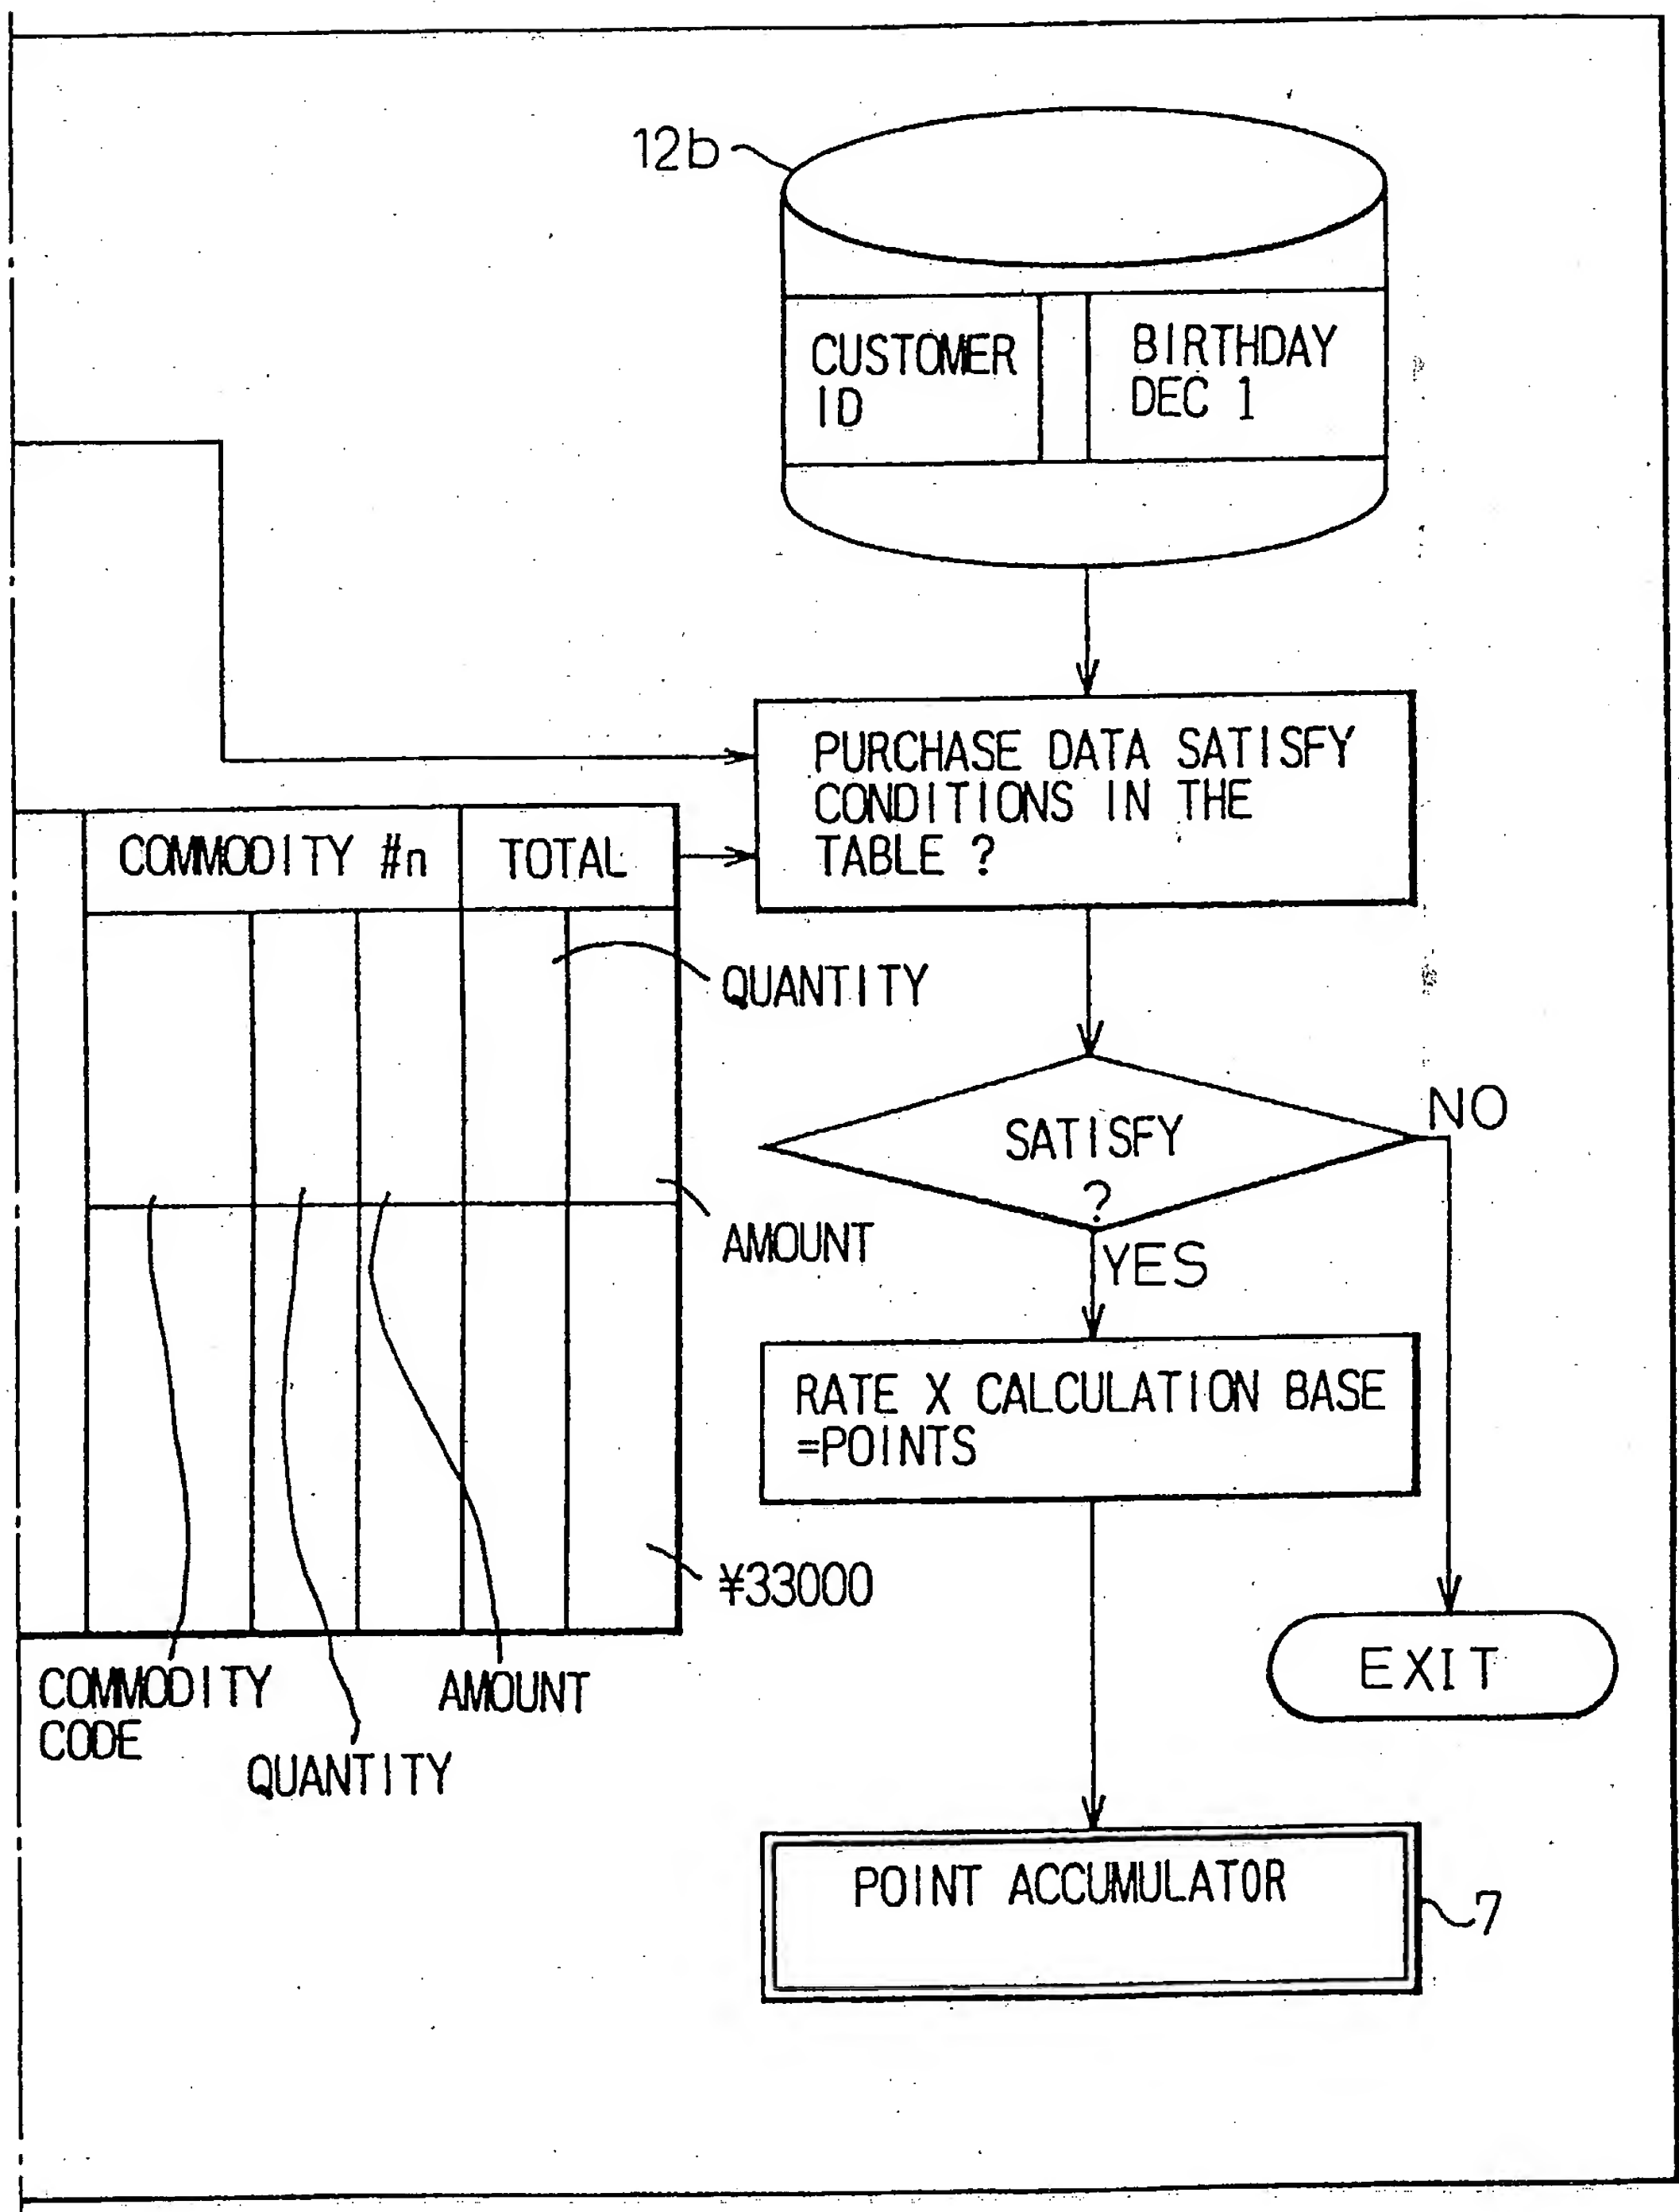 12b
CUSTOMER
ID
BIRTHDAY
DEC 1
PURCHASE DATA SATISFY
CONDITIONS IN THE
TABLE ?
COMMODITY #n
TOTAL
QUANTITY
AMOUNT
SATISFY
?
NO
YES
RATE X CALCULATION BASE
=POINTS
¥33000
EXIT
COMMODITY
CODE
QUANTITY
AMOUNT
POINT ACCUMULATOR
7